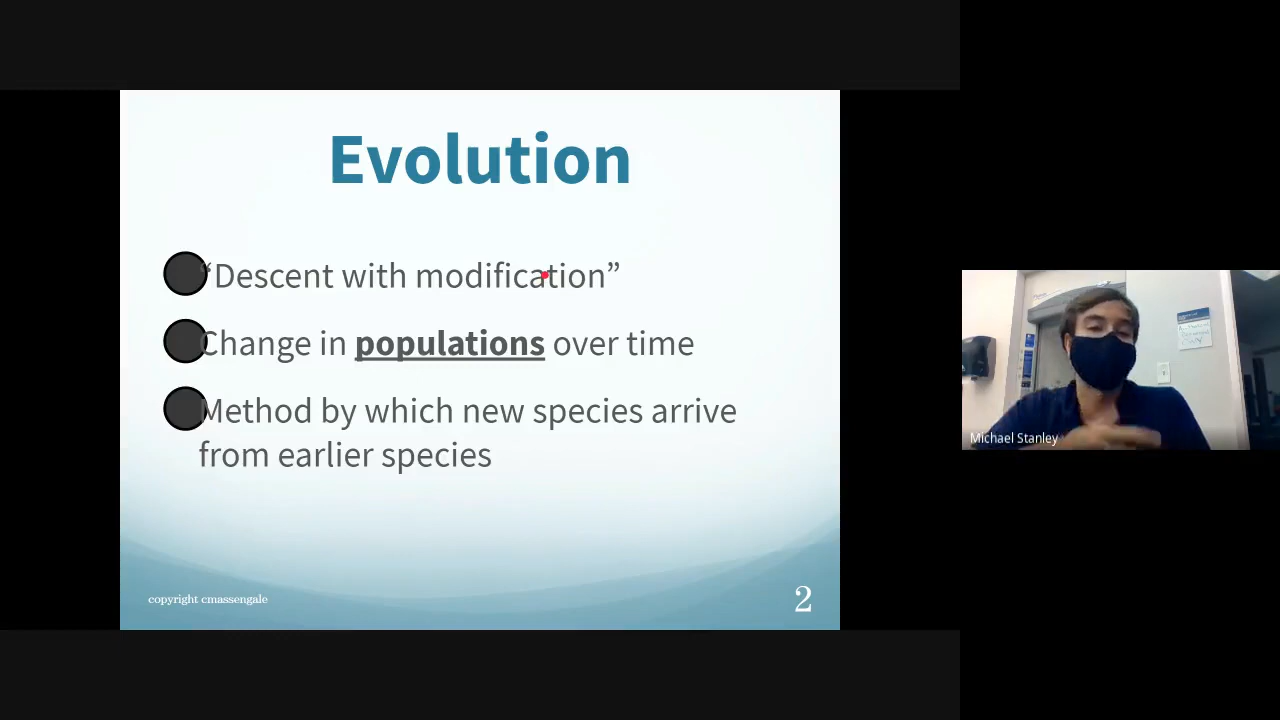 Evolution
“Descent with modification”
Change in populations over time
Method by which new species arrive
from earlier species
copyright cmassengale
2
Michael Stanley